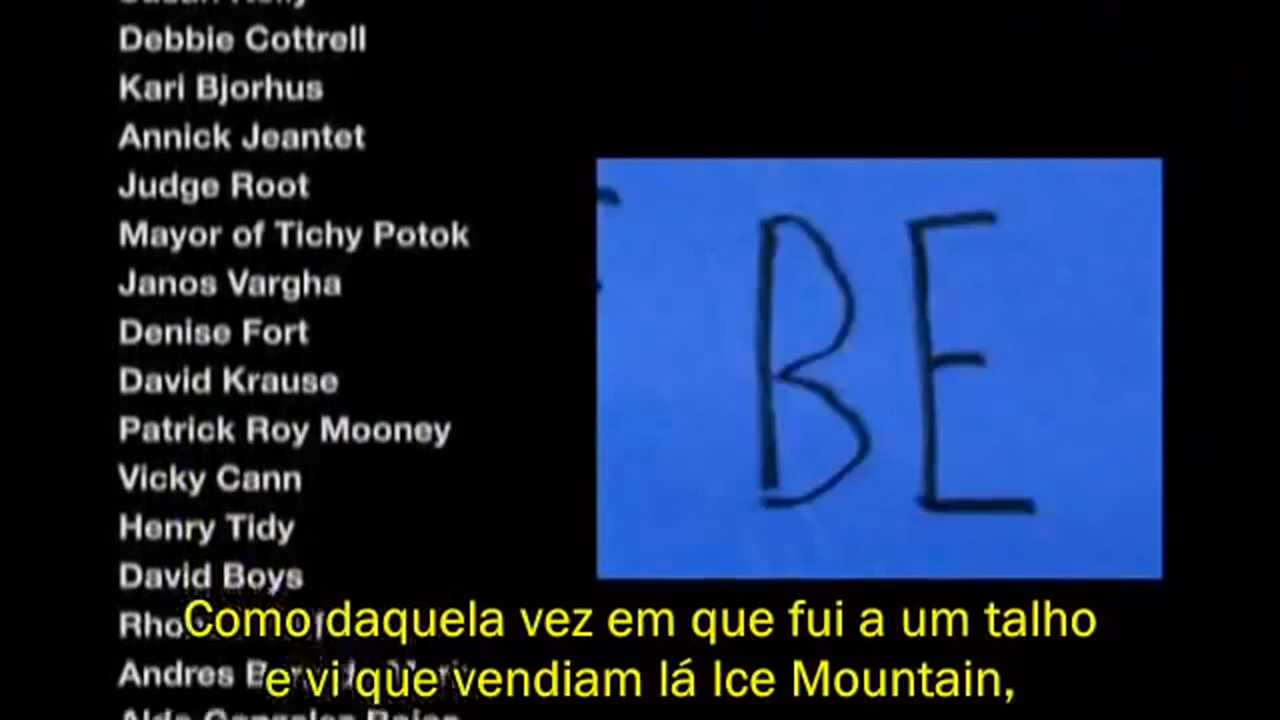 Debbie Cottrell
Kari Bjorhus
Annick Jeantet
Judge Root
Mayor of Tichy Potok
Janos Vargha
Denise Fort
David Krause
Patrick Roy Mooney
Vicky Cann
Henry Tidy
David Boys
Andres
BE
Como daquela vez em que fui a um talho
e vi que vendiam lá Ice Mountain,